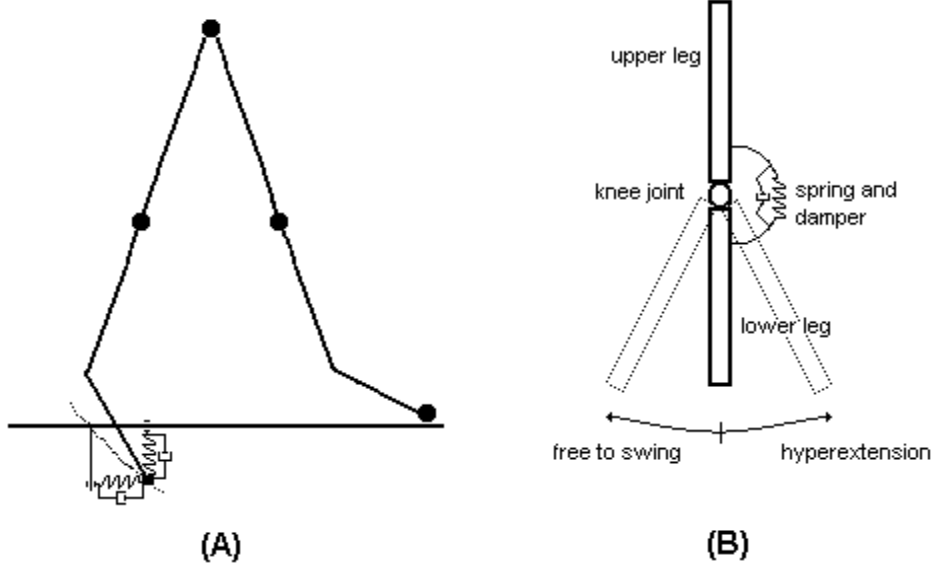 upper leg
knee joint
spring and
damper
lower leg
free to swing
hyperextension
(A)
(B)